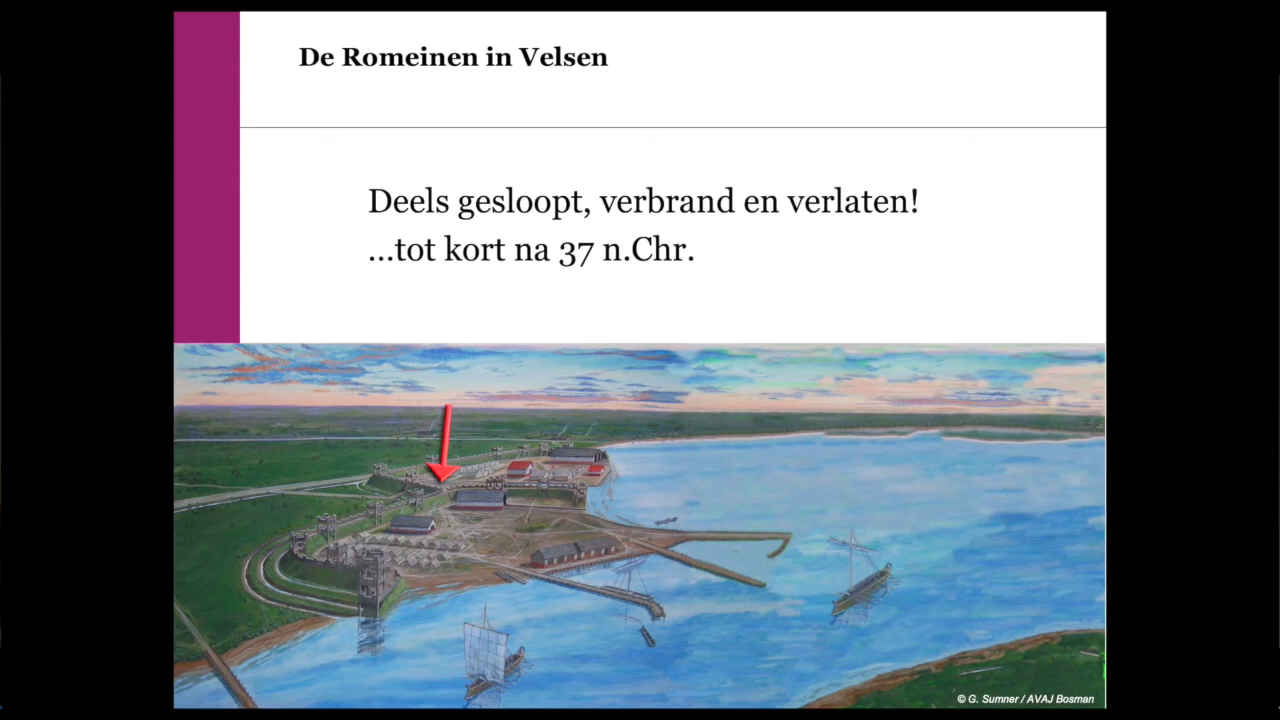 De Romeinen in Velsen
Deels gesloopt, verbrand en verlaten!
...tot kort na 37 n.Chr.
© G. Sumner / AVAJ Bosman